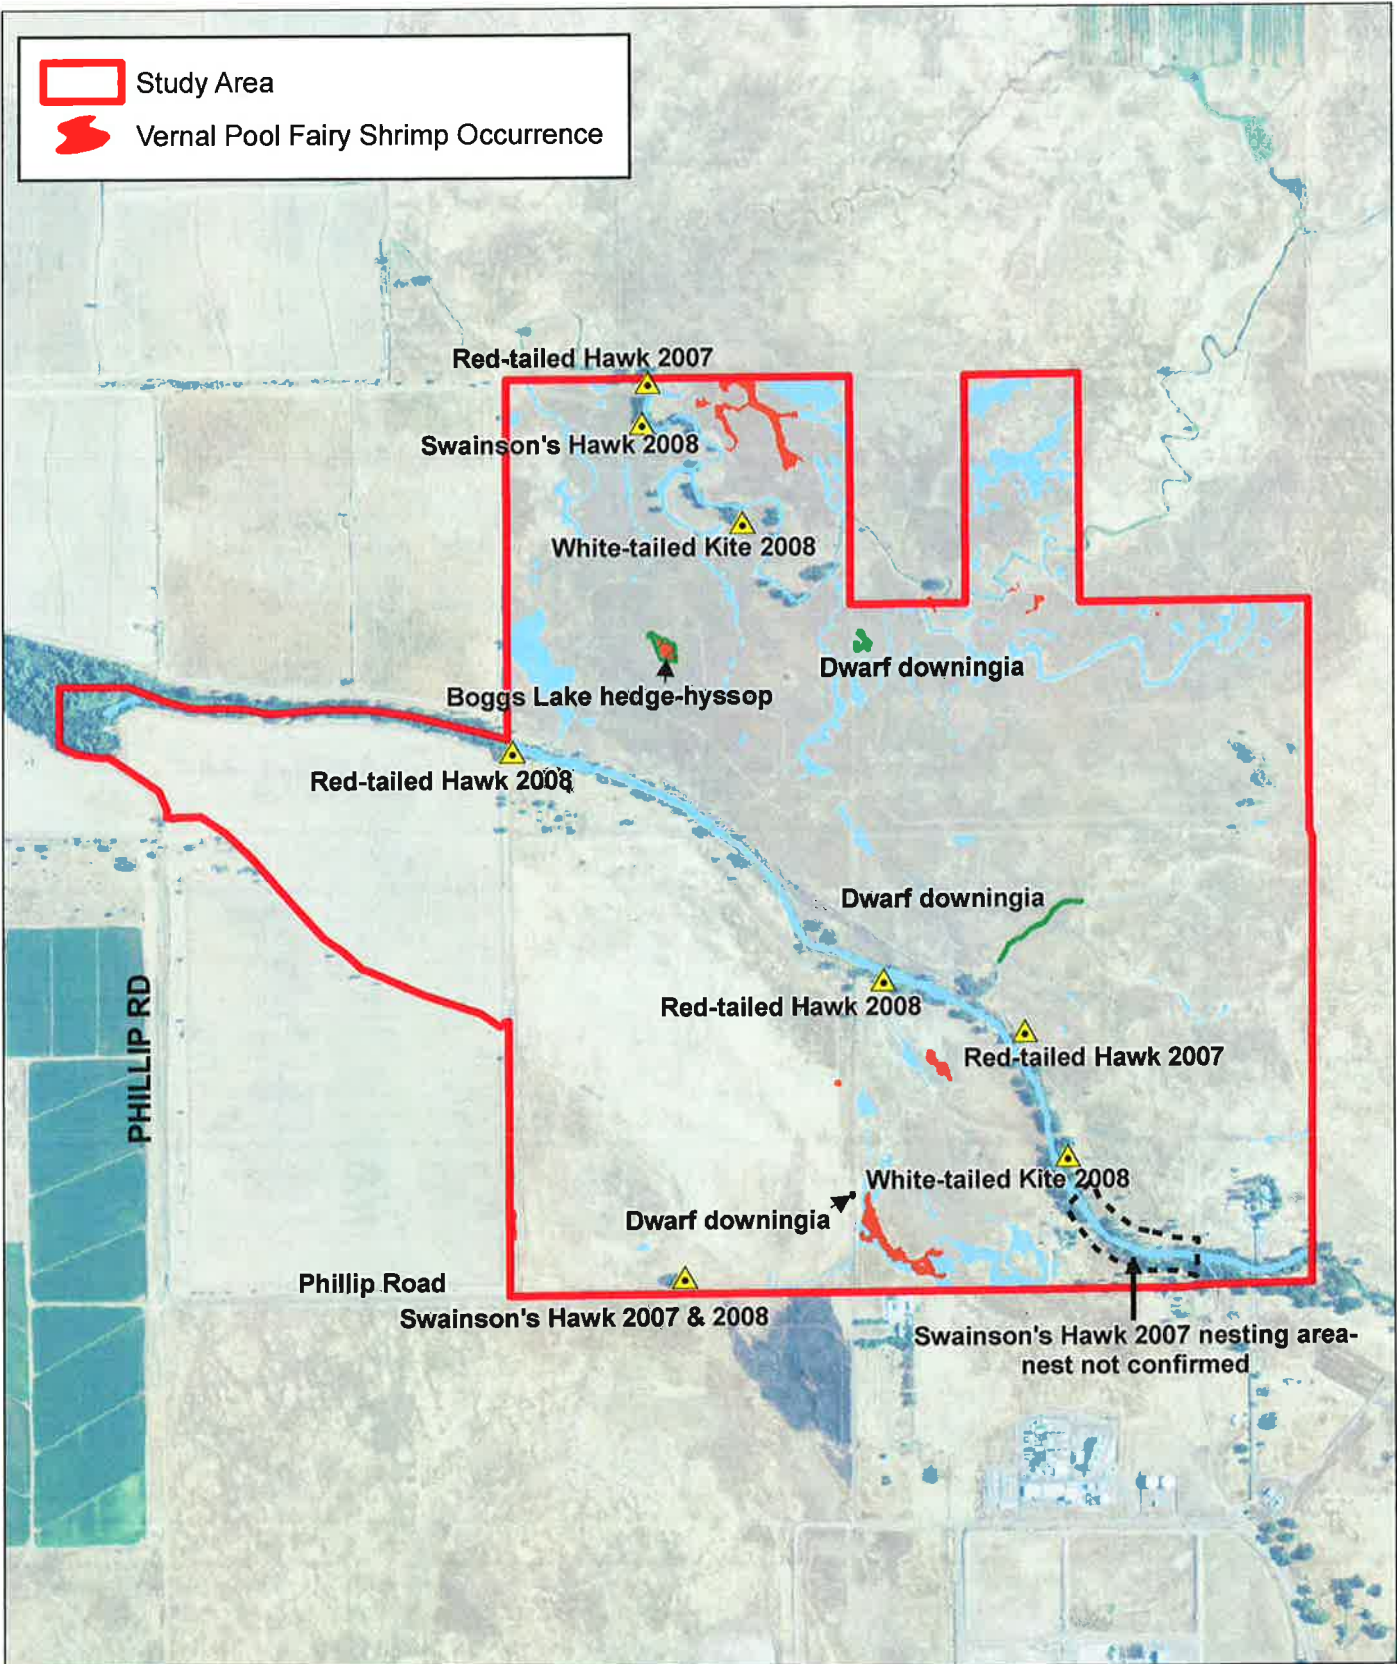 Study Area
Vernal Pool Fairy Shrimp Occurrence
Red-tailed Hawk 2007
Swainson's Hawk 2008
White-tailed Kite 2008
Dwarf downingia
Boggs Lake hedge-hyssop
Red-tailed Hawk 2008
Dwarf downingia
PHILLIP RD
Red-tailed Hawk 2008
Red-tailed Hawk 2007
White-tailed Kite 2008
Dwarf downingia
Phillip Road
Swainson's Hawk 2007 & 2008
Swainson's Hawk 2007 nesting area-
nest not confirmed